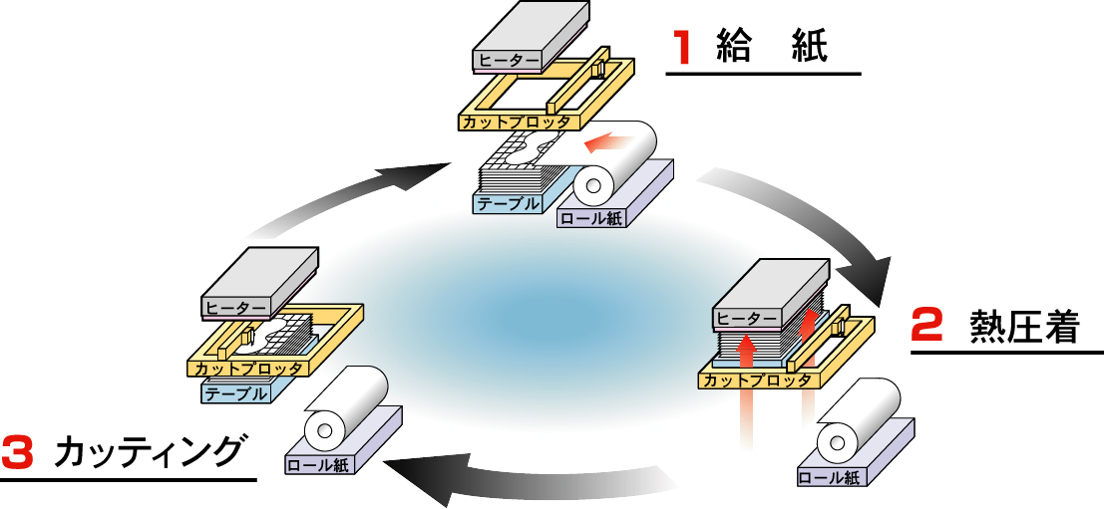 1 給 紙
ヒーター
カットプロッタ
テーブル
ロール紙
2 熱圧着
ヒーター
カットプロッタ
ロール紙
3 カッティング
ヒーター
カットプロッタ
テーブル
ロール紙